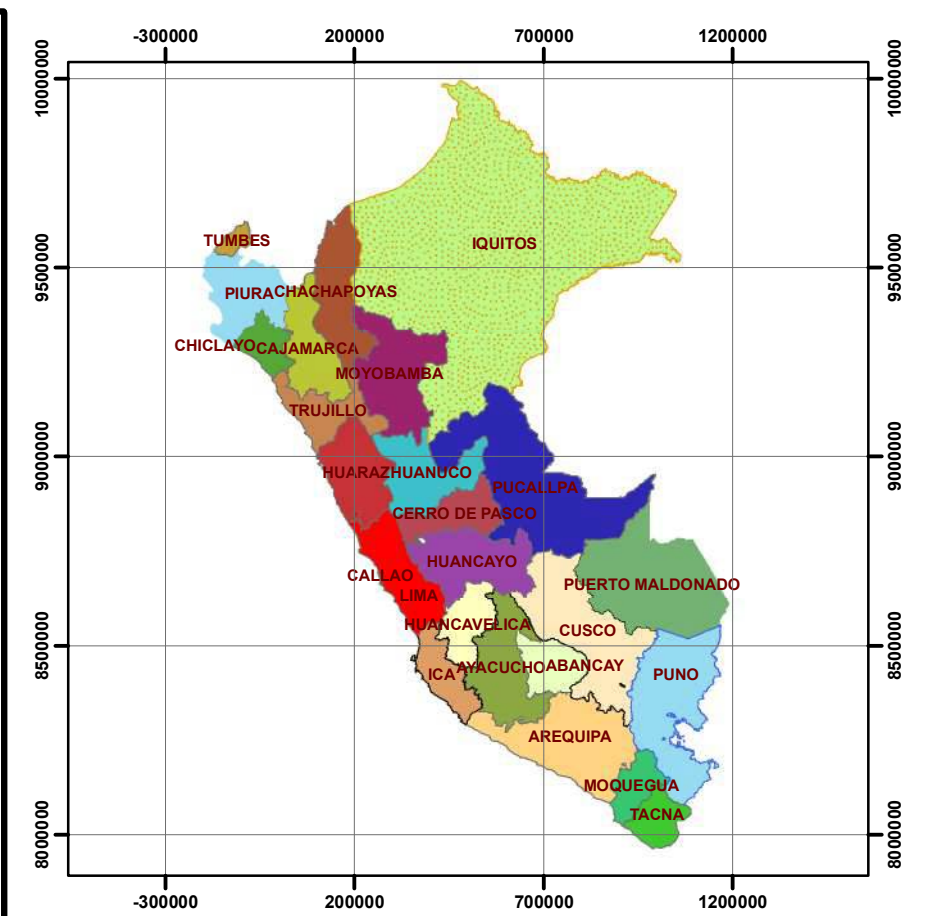 -300000 200000 700000 1200000
10000000 10000000
IQUITOS
TUMBES
9500000 9500000
PIURA CHACHAPOYAS
CHICLAYO CAJAMARCA
MOYOBAMBA
TRUJILLO
9000000 9000000
HUARAZ HUANUCO
PUCALLPA
CERRO DE PASCO
HUANCAYO
CALLAO
PUERTO MALDONADO
LIMA
HUANCAVELICA
CUSCO
8500000 8500000
AYACUCHO ABANCAY
ICA
PUNO
AREQUIPA
MOQUEGUA
TACNA
8000000 8000000
-300000 200000 700000 1200000